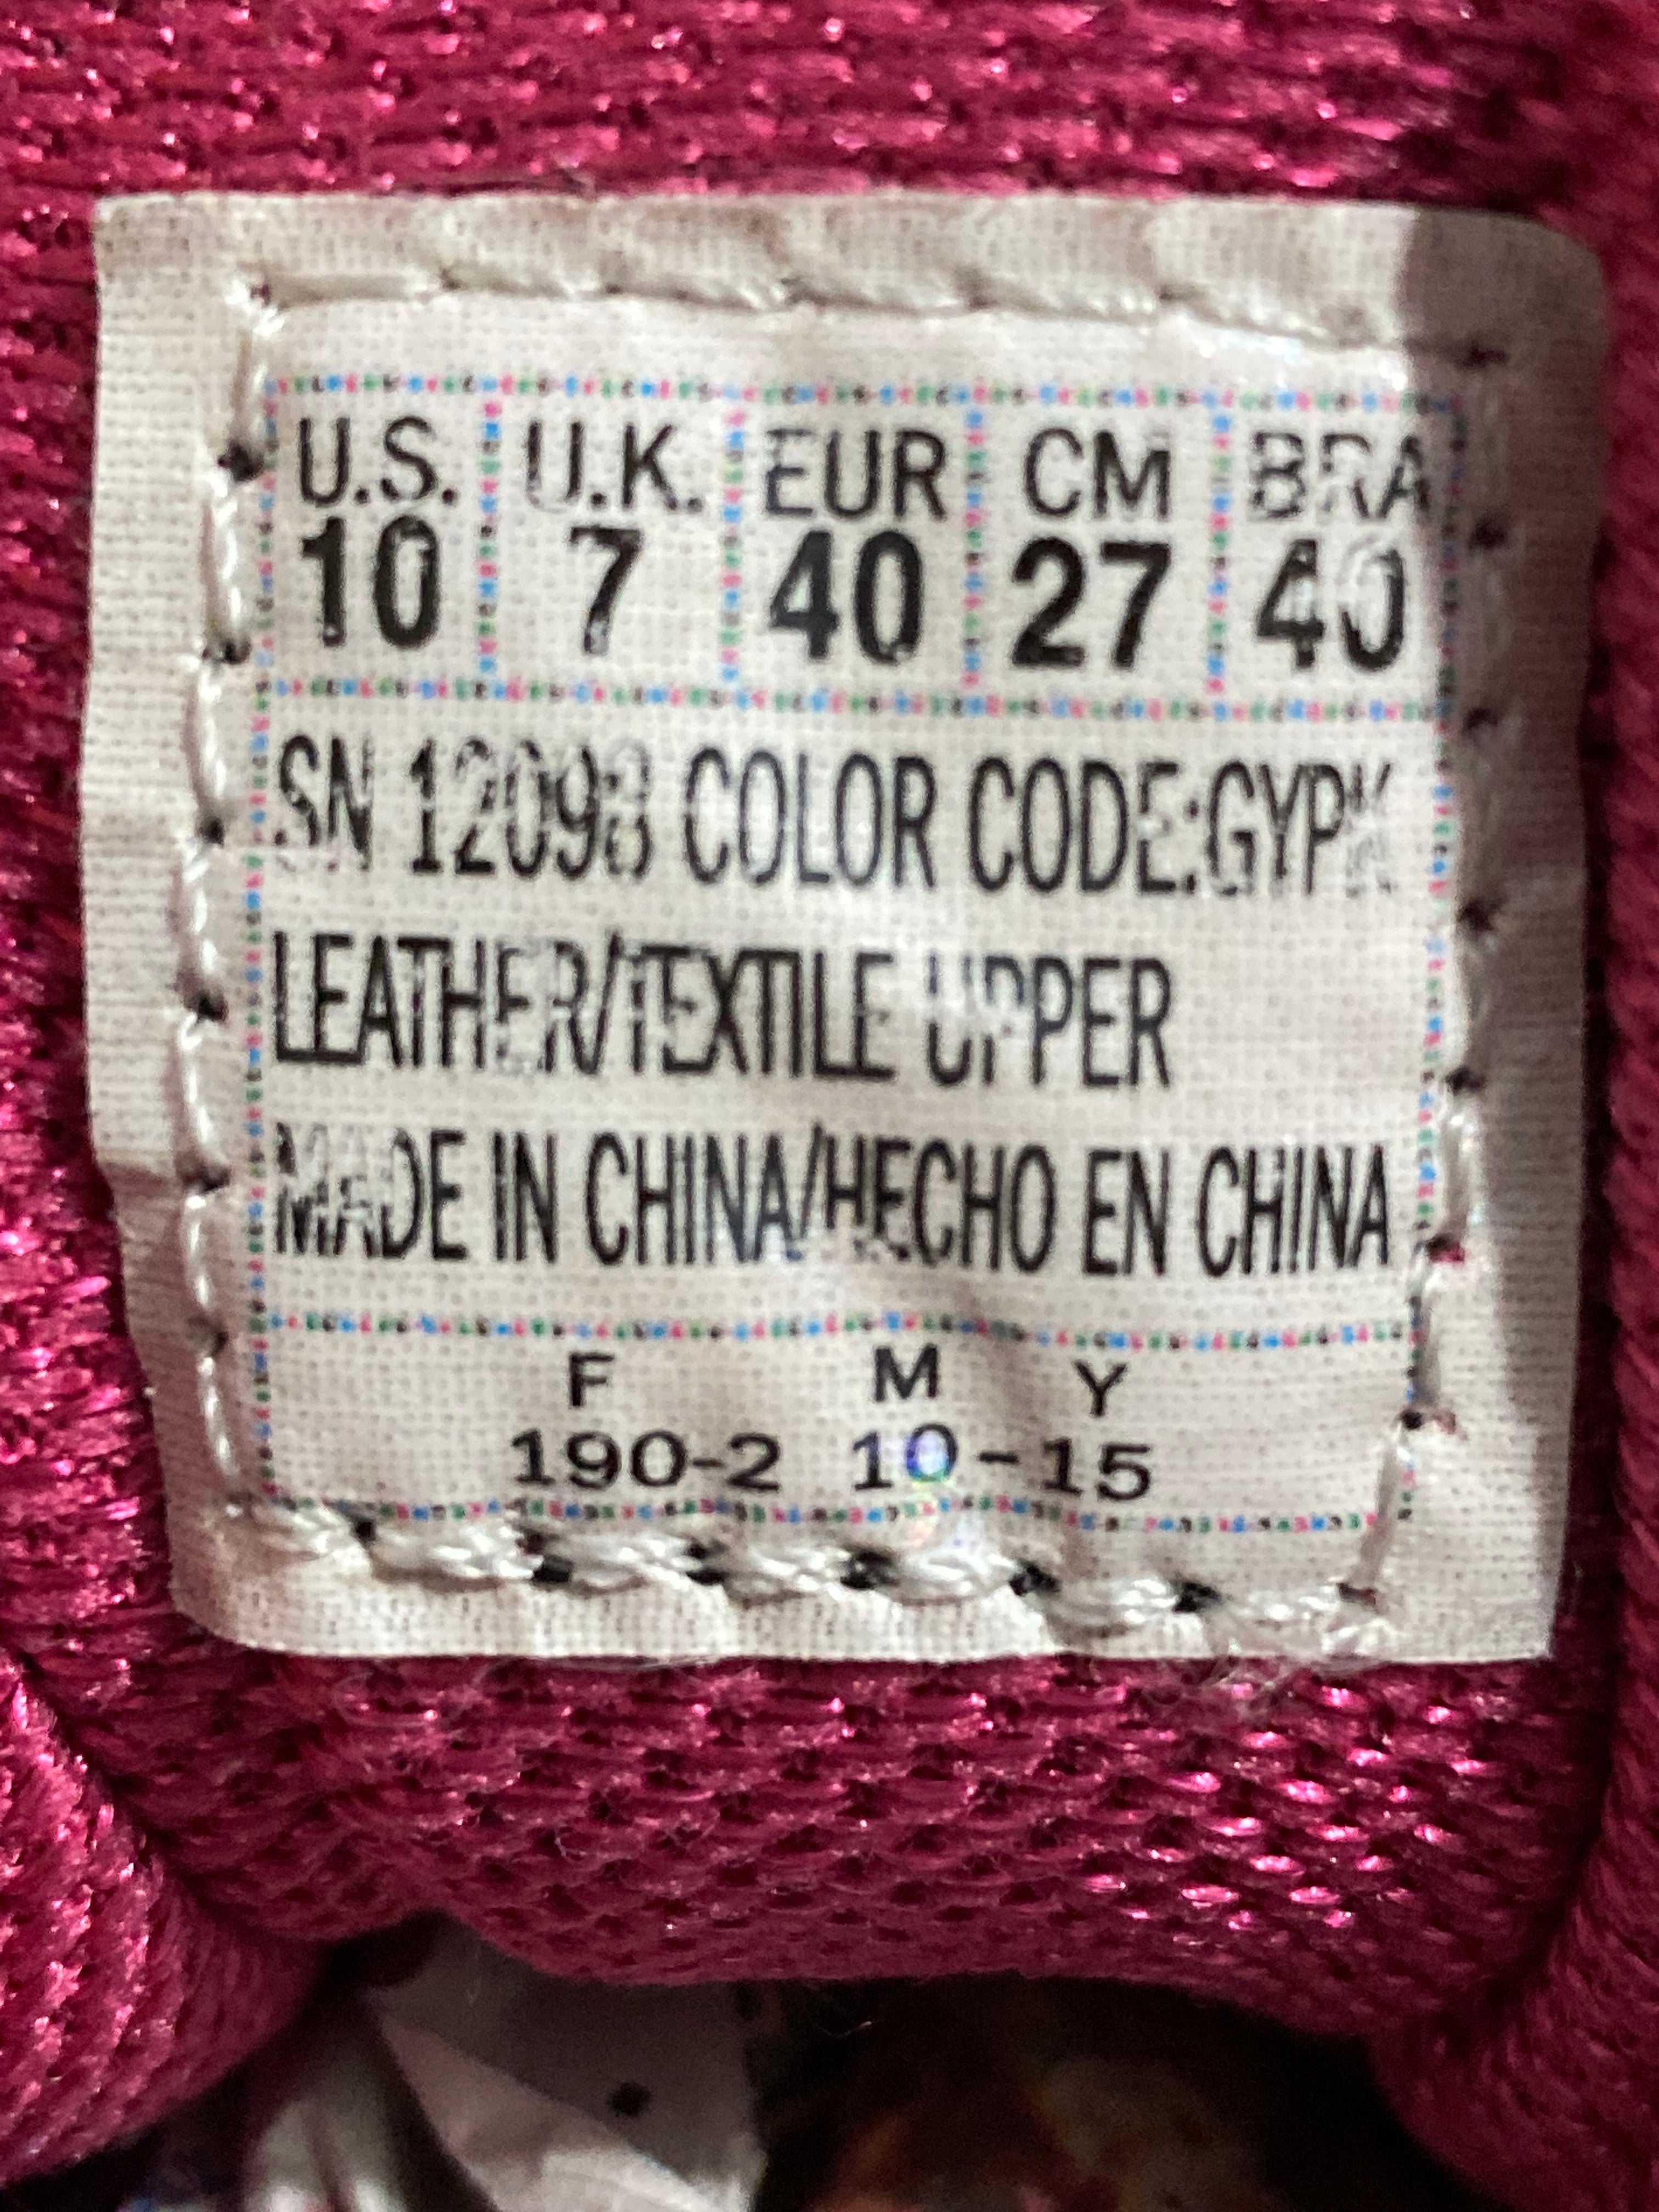 U.S. U.K. EUR CM BRA
10 7 40 27 40
SN 12098 COLOR CODE:GYPK
LEATHER/TEXTILE UPPER
MADE IN CHINA/HECHO EN CHINA
F M Y
190-2 10-15